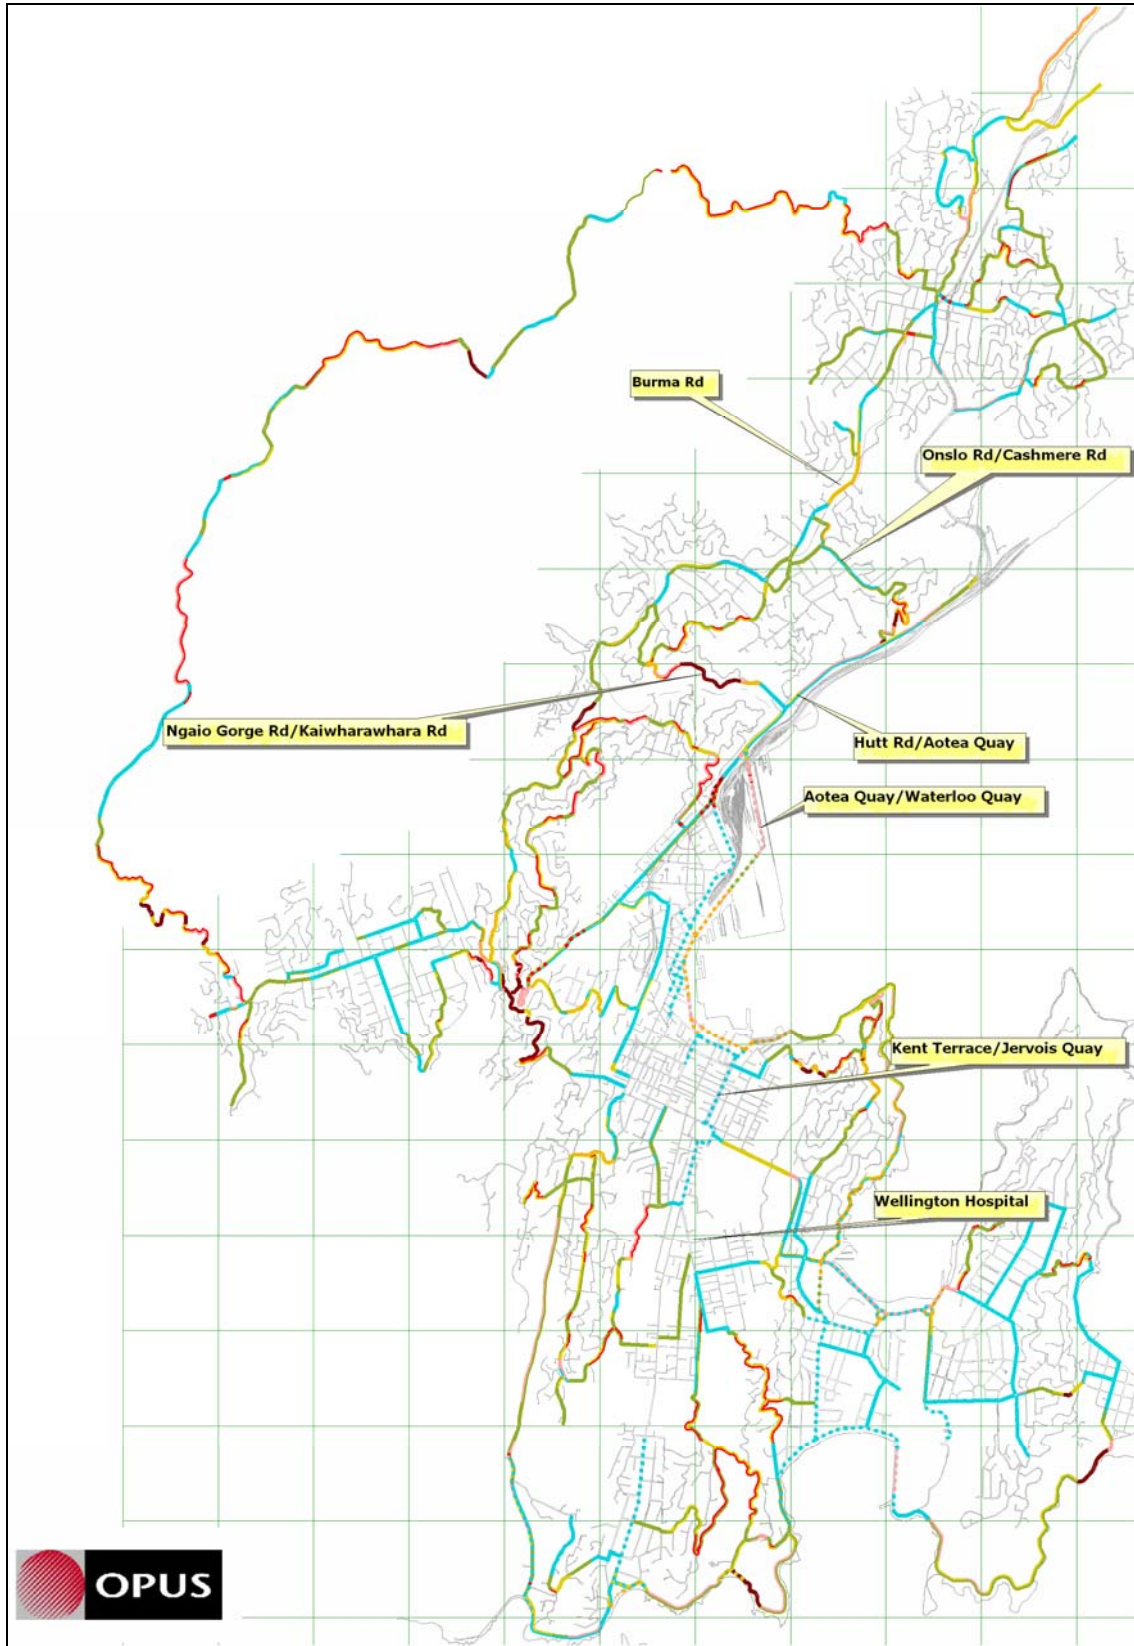 Burma Rd
Onslo Rd/Cashmere Rd
Ngaio Gorge Rd/Kaiwharawhara Rd
Hutt Rd/Aotea Quay
Aotea Quay/Waterloo Quay
Kent Terrace/Jervois Quay
Wellington Hospital
OPUS